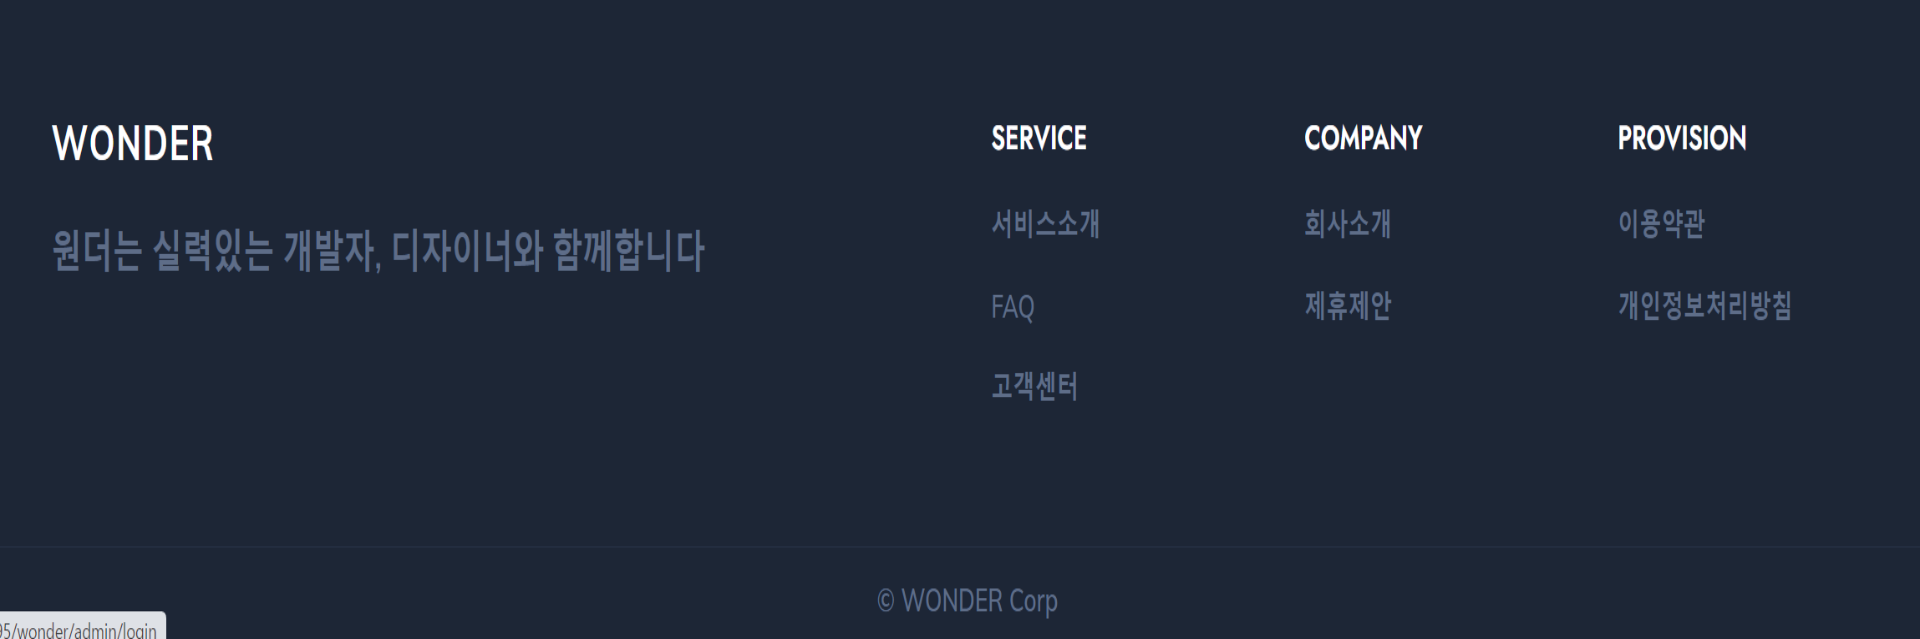 WONDER
원더는 실력있는 개발자, 디자이너와 함께합니다
SERVICE
서비스소개
FAQ
고객센터
COMPANY
회사소개
제휴제안
PROVISION
이용약관
개인정보처리방침
© WONDER Corp
95/wonder/admin/login